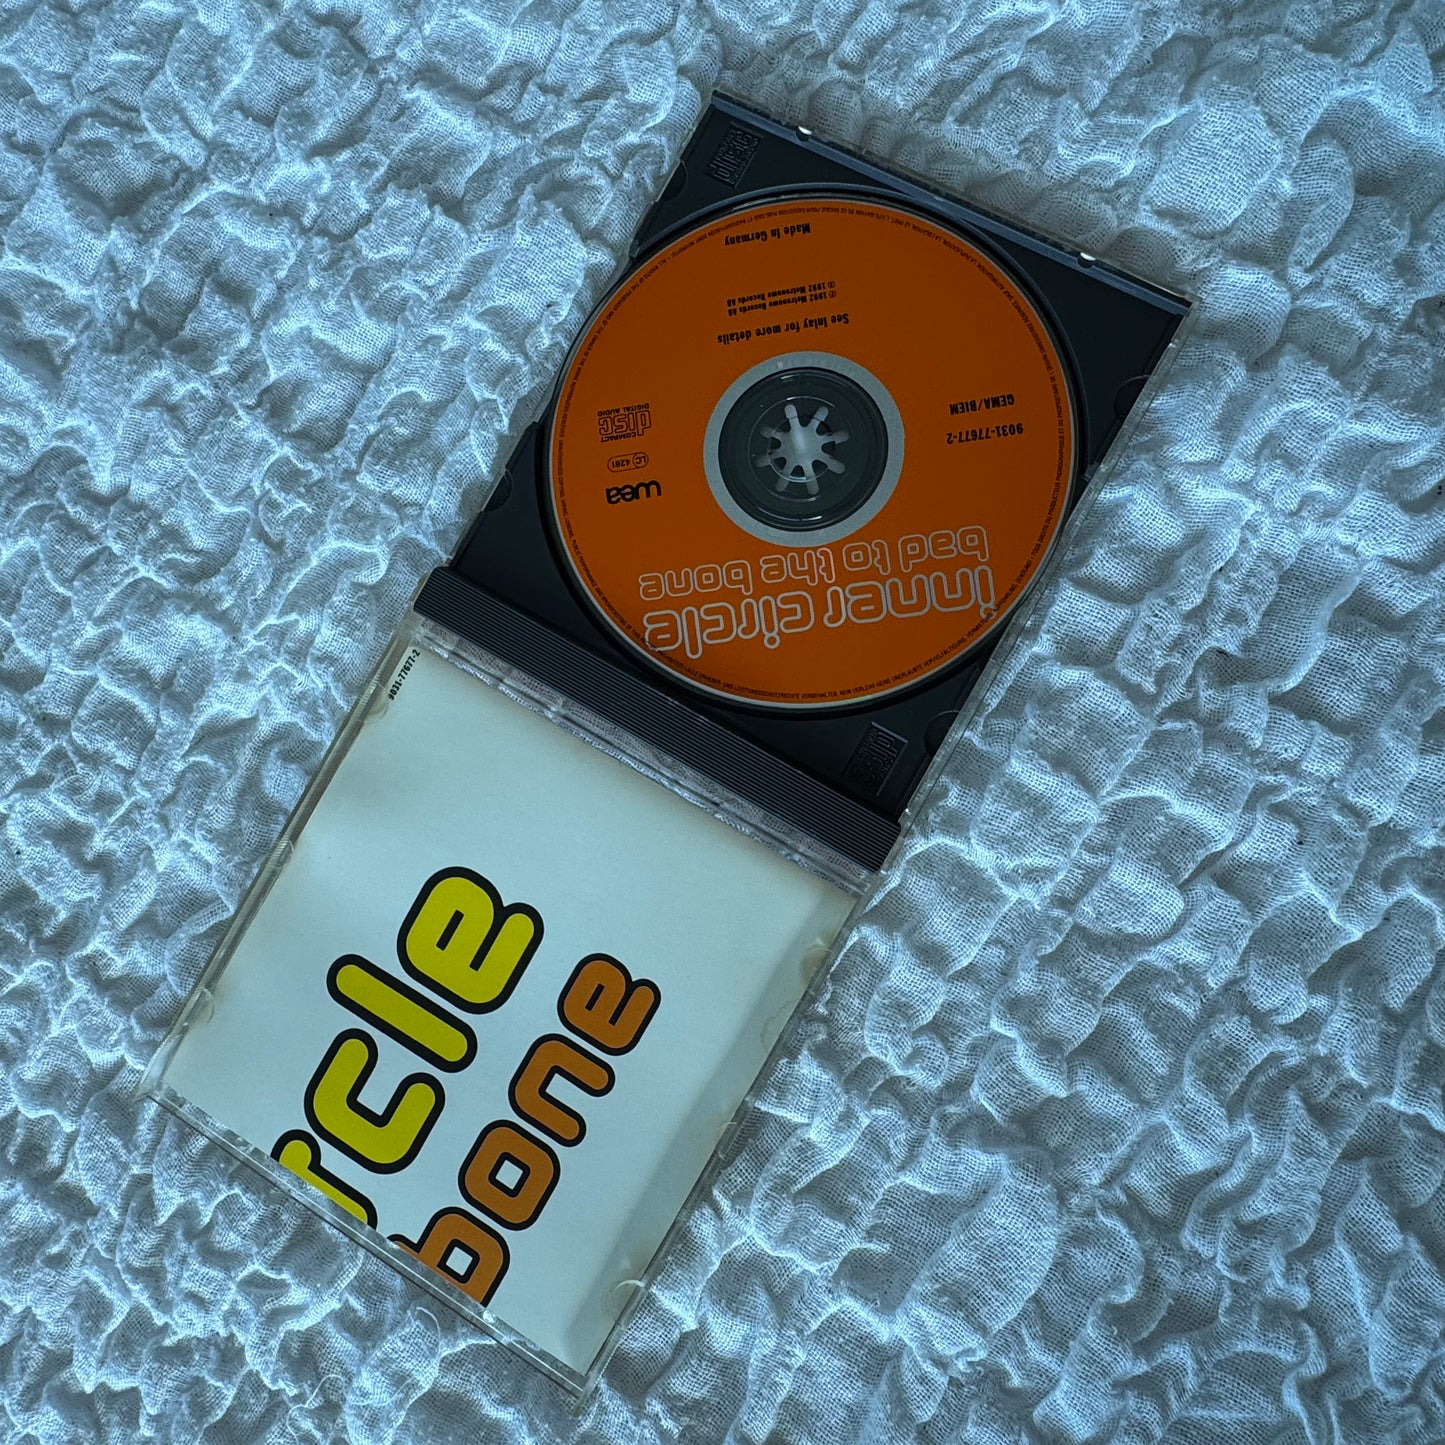 inner circle
bad to the bone
wea
LC 4281
COMPACT
disc
DIGITAL AUDIO
9031-77677-2
GEMA/BIEM
See Inlay for more details
℗ 1992 Metronome Records AB
© 1992 Metronome Records AB
Made In Germany
9031-77677-2
rcle
bone